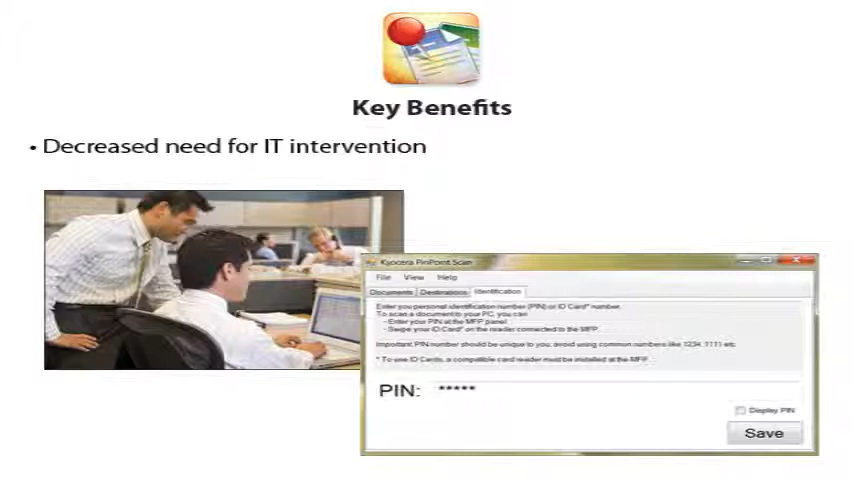 Key Benefits
• Decreased need for IT intervention
Kyocera PinPoint Scan
File View Help
Documents Destinations Identification
Enter you personal identification number (PIN) or ID Card* number.
To scan a document to your PC, you can
- Enter your PIN at the MFP panel.
- Swipe your ID Card* on the reader connected to the MFP
Important: PIN number should be unique to you, avoid using common numbers like 1234, 1111 etc
* To use ID Cards, a compatible card reader must be installed at the MFP.
PIN: *****
Display PIN
Save